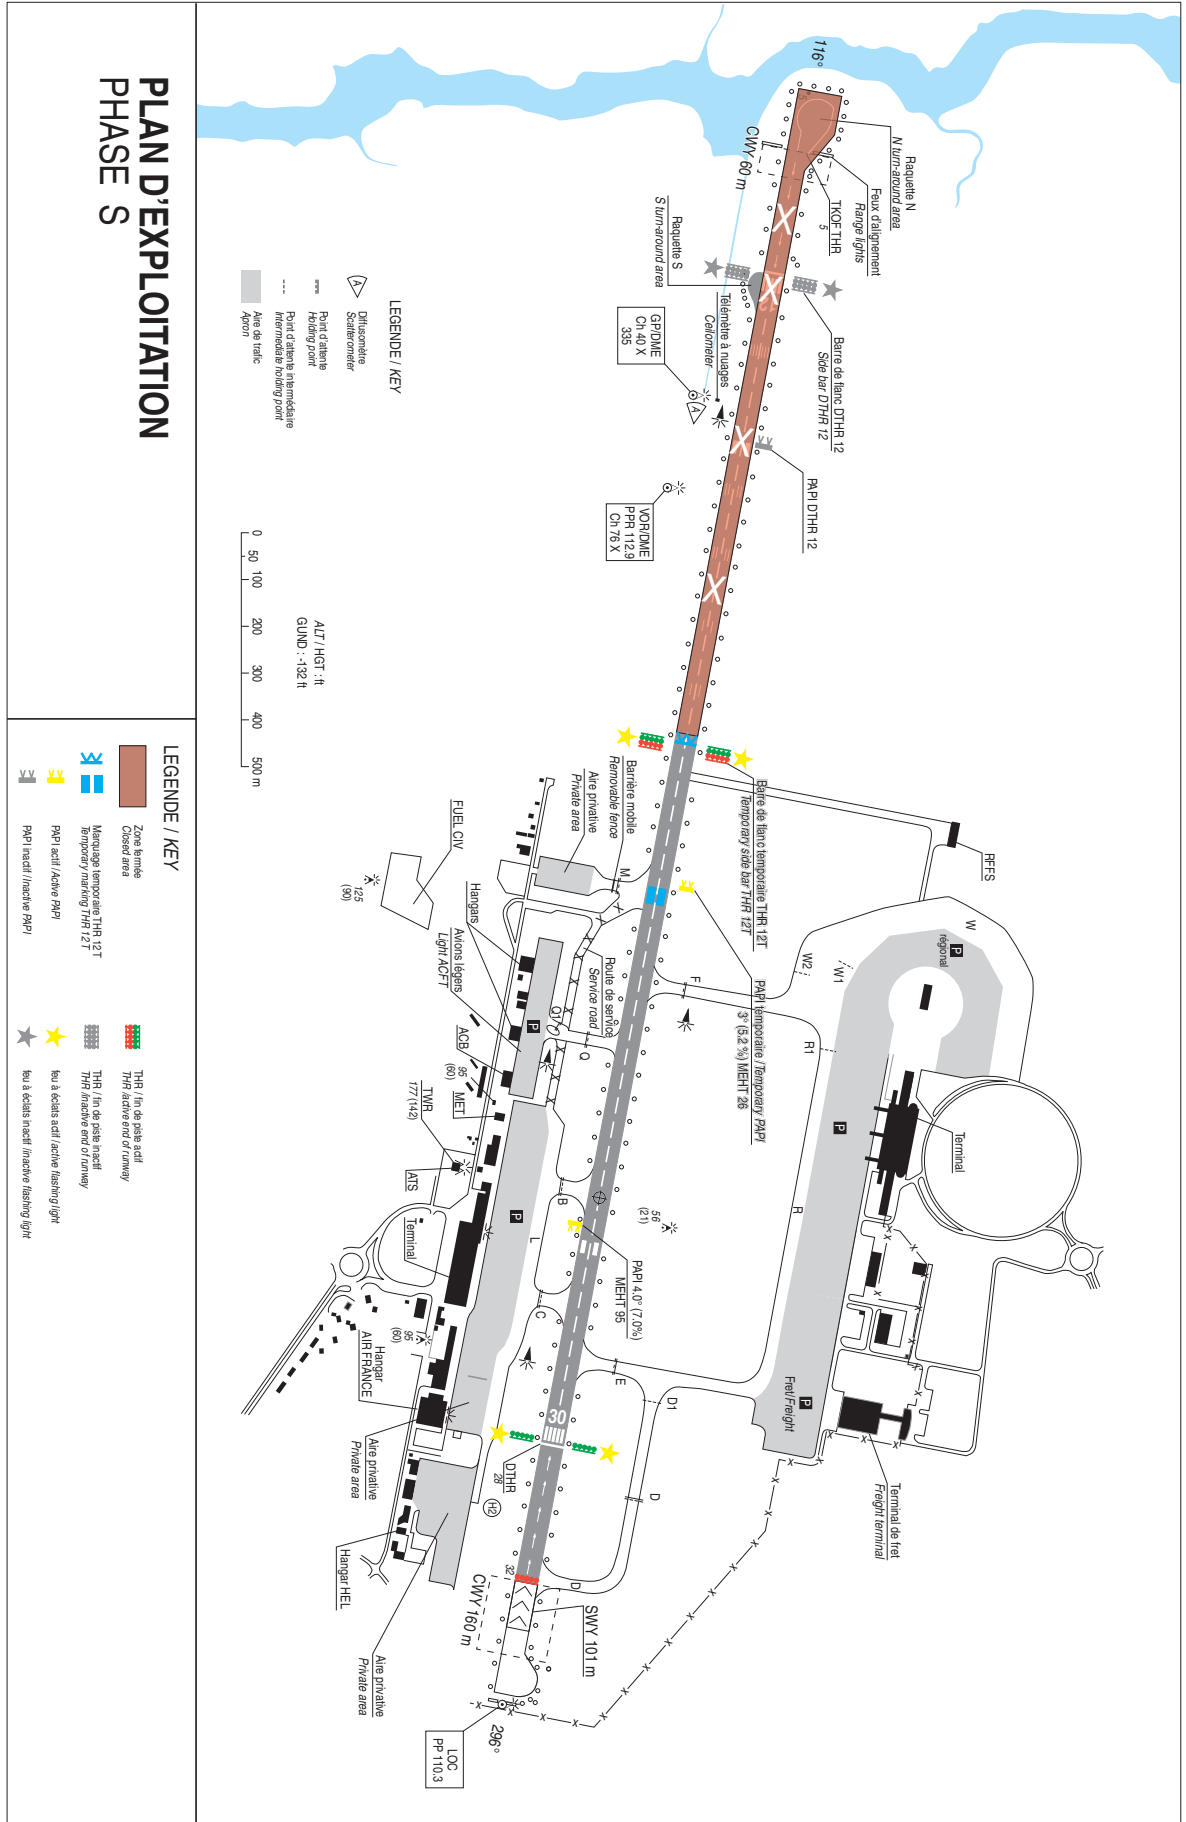 PLAN D'EXPLOITATION
PHASE S
LEGENDE / KEY
Diffusomètre
Scatterometer
A
Point d'attente
Holding point
Point d'attente intermédiaire
Intermediate holding point
Aire de trafic
Apron
0 50 100 200 300 400 500 m
ALT / HGT : ft
GUND : -132 ft
LEGENDE / KEY
Zone fermée
Closed area
Marquage temporaire THR 12 T
Temporary marking THR 12 T
PAPI actif / Active PAPI
PAPI inactif / Inactive PAPI
THR / fin de piste actif
THR / active end of runway
THR / fin de piste inactif
THR / inactive end of runway
feu à éclats actif / active flashing light
feu à éclats inactif / inactive flashing light
116°
Raquette N
N turn-around area
Feux d'alignement
Range lights
TKOF THR
5
CWY 60 m
Raquette S
S turn-around area
12
Barre de flanc DTHR 12
Side bar DTHR 12
Télémètre à nuages
Ceilometer
GP/DME
Ch 40 X
335
A
PAPI DTHR 12
VOR/DME
PPR 112.9
Ch 76 X
Barre de flanc temporaire THR 12T
Temporary side bar THR 12T
PAPI temporaire / Temporary PAPI
3° (5.2 %) MEHT 26
RFFS
Barrière mobile
Removable fence
Aire privative
Private area
FUEL CIV
125
(90)
M
Hangars
Avions légers
Light ACFT
Route de service
Service road
Q1
Q
F
W
W2
W1
R1
P
régional
P
P
ACB
95
(60)
MET
TWR
177 (142)
ATS
Terminal
Terminal
P
B
L
C
R
56
(21)
PAPI 4.0° (7.0%)
MEHT 95
95
(60)
Hangar
AIR FRANCE
Aire privative
Private area
E
D1
P
Fret/Freight
30
DTHR
28
H2
D
D
Terminal de fret
Freight terminal
Hangar HEL
32
CWY 160 m
SWY 101 m
Aire privative
Private area
296°
LOC
PP 110.3